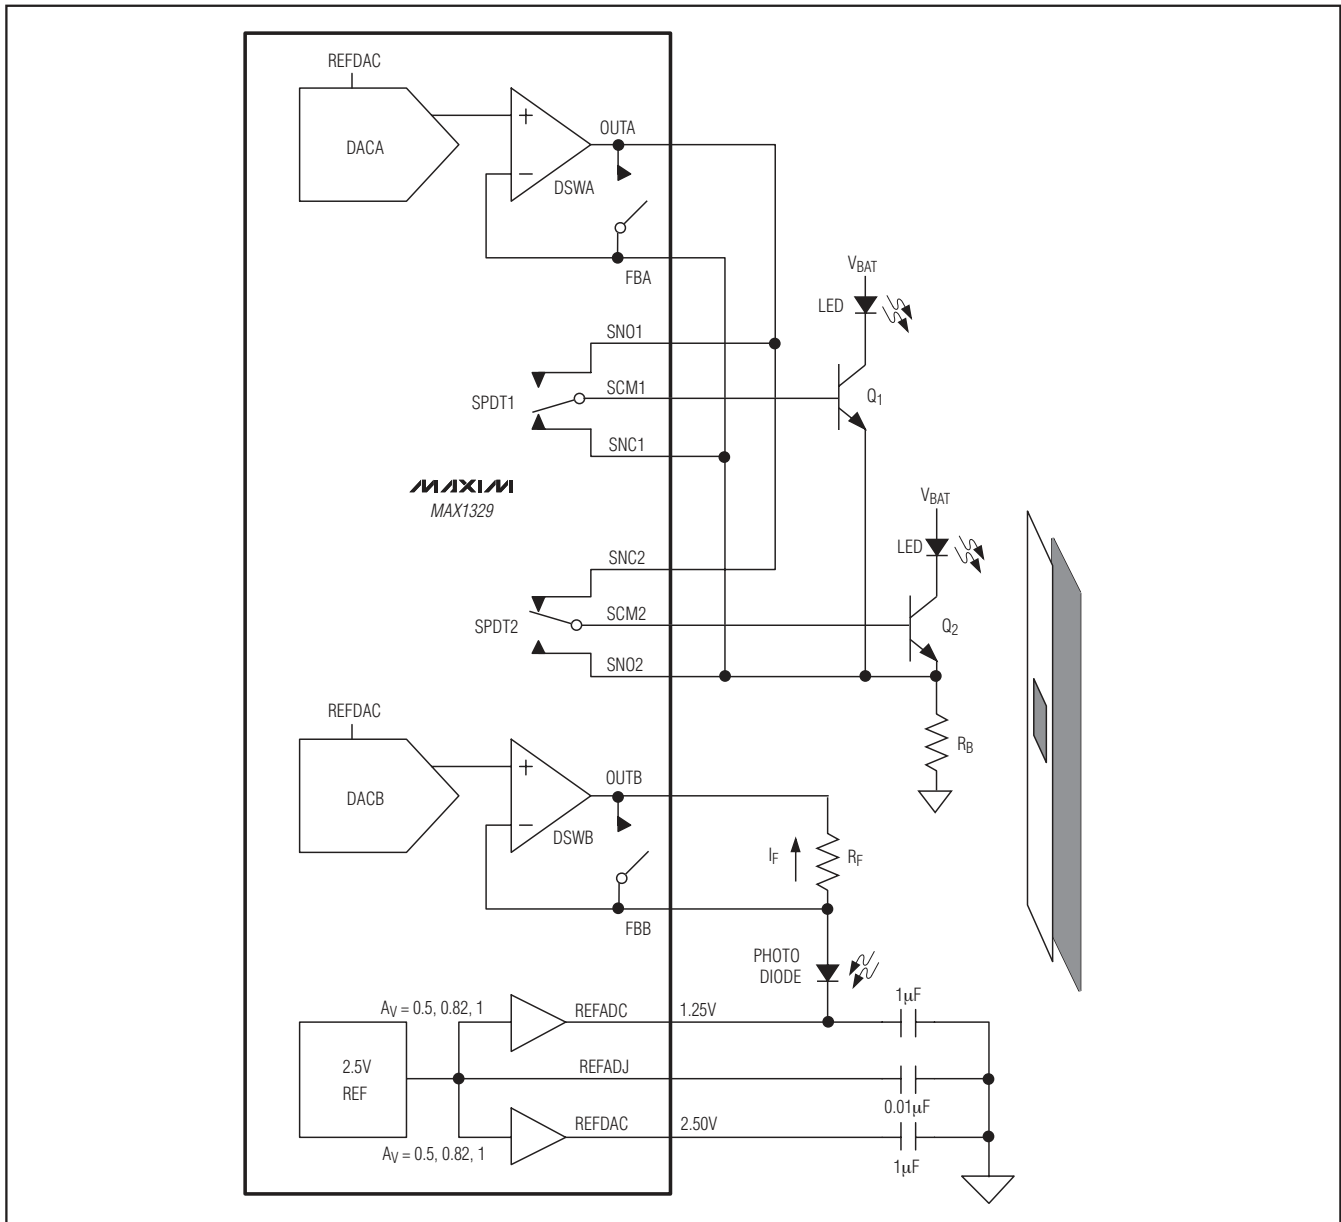 REFDAC
DACA
+
−
OUTA
DSWA
FBA
VBAT
LED
SNO1
SCM1
SPDT1
Q1
SNC1
MAXIM
MAX1329
VBAT
LED
SNC2
SCM2
SPDT2
Q2
SNO2
REFDAC
DACB
+
−
OUTB
DSWB
FBB
RB
IF
RF
PHOTO
DIODE
AV = 0.5, 0.82, 1
REFADC
1.25V
1µF
2.5V
REF
REFADJ
0.01µF
REFDAC
2.50V
AV = 0.5, 0.82, 1
1µF